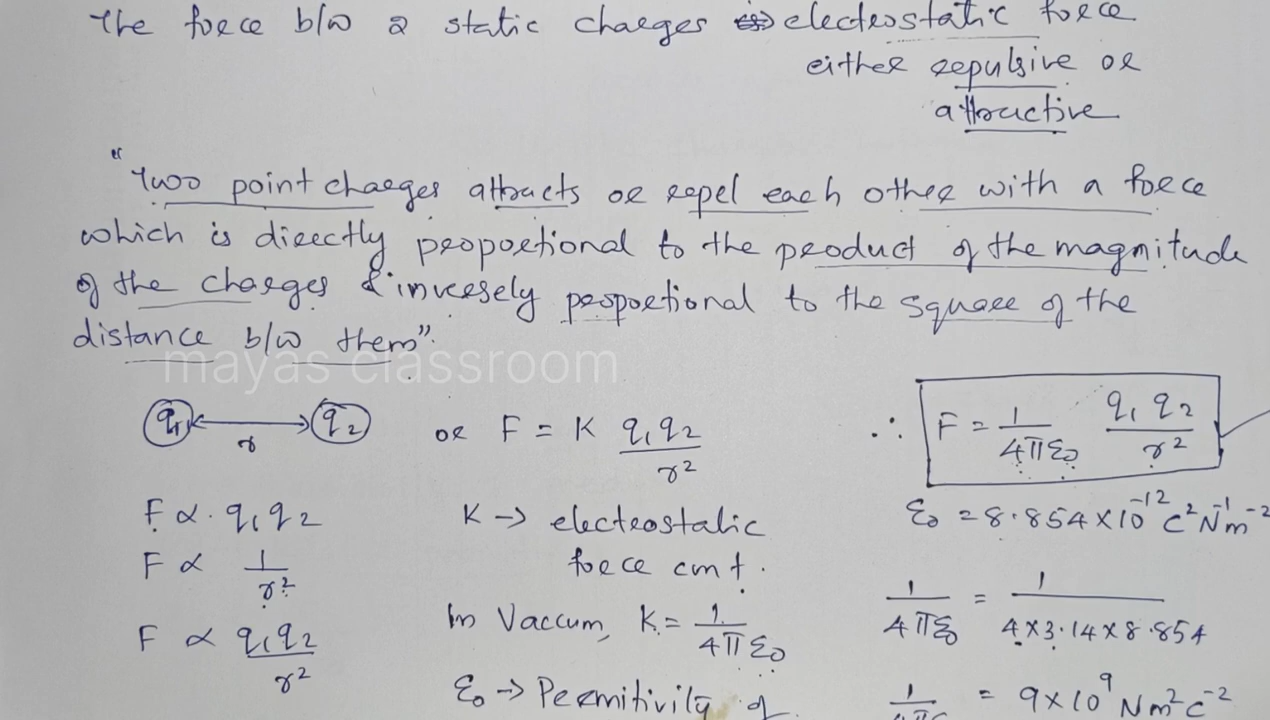 The force b/w 2 static charges ⇒ electrostatic force
either repulsive or
attractive
"Two point charges attracts or repel each other with a force
which is directly proportional to the product of the magnitude
of the charges & inversely proportional to the square of the
distance b/w them".
mayas classroom
q₁ ↔ q₂
r
F ∝ q₁q₂
F ∝ 1/r²
F ∝ q₁q₂/r²
or F = K q₁q₂/r²
K → electrostatic
force cnnt.
In Vaccum, K = 1/4πε₀
ε₀ → Permitivity of
∴ F = 1/4πε₀ q₁q₂/r²
ε₀ = 8.854×10⁻¹² C²N⁻¹m⁻²
1/4πε₀ = 1/4×3.14×8.854
= 9×10⁹ Nm²C⁻²